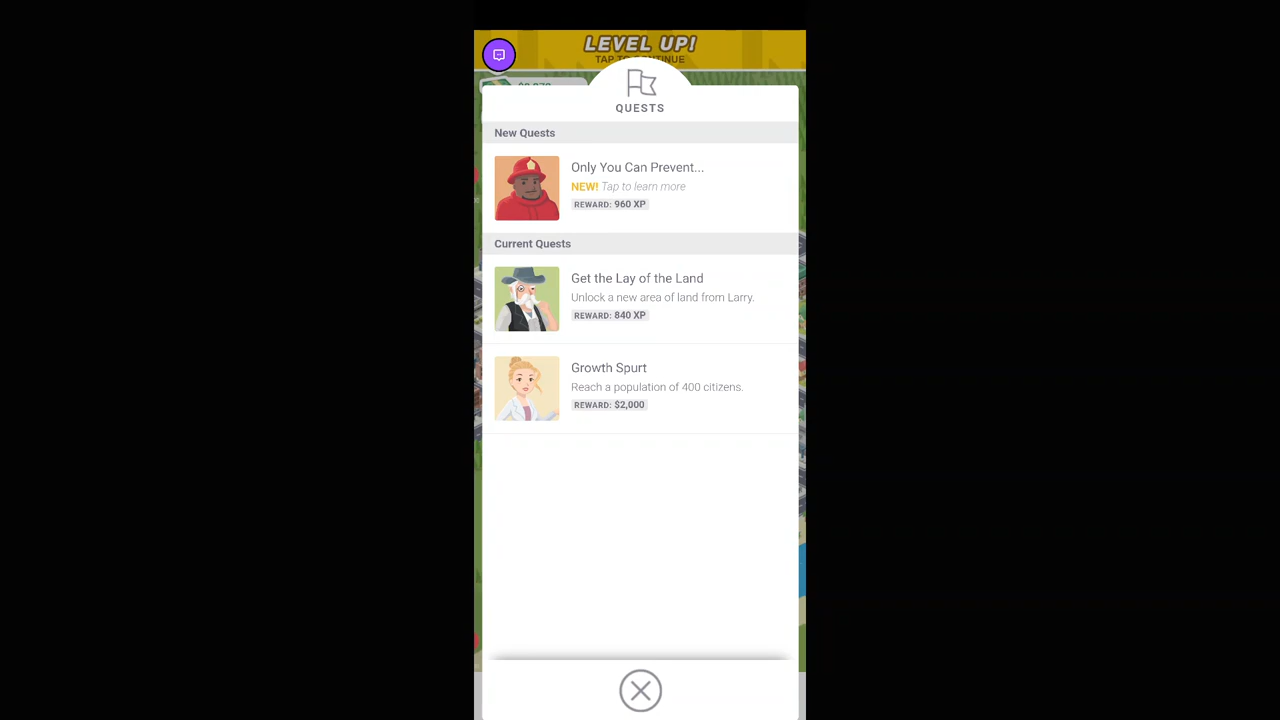 LEVEL UP!
QUESTS
New Quests
Only You Can Prevent...
NEW! Tap to learn more
REWARD: 960 XP
Current Quests
Get the Lay of the Land
Unlock a new area of land from Larry.
REWARD: 840 XP
Growth Spurt
Reach a population of 400 citizens.
REWARD: $2,000